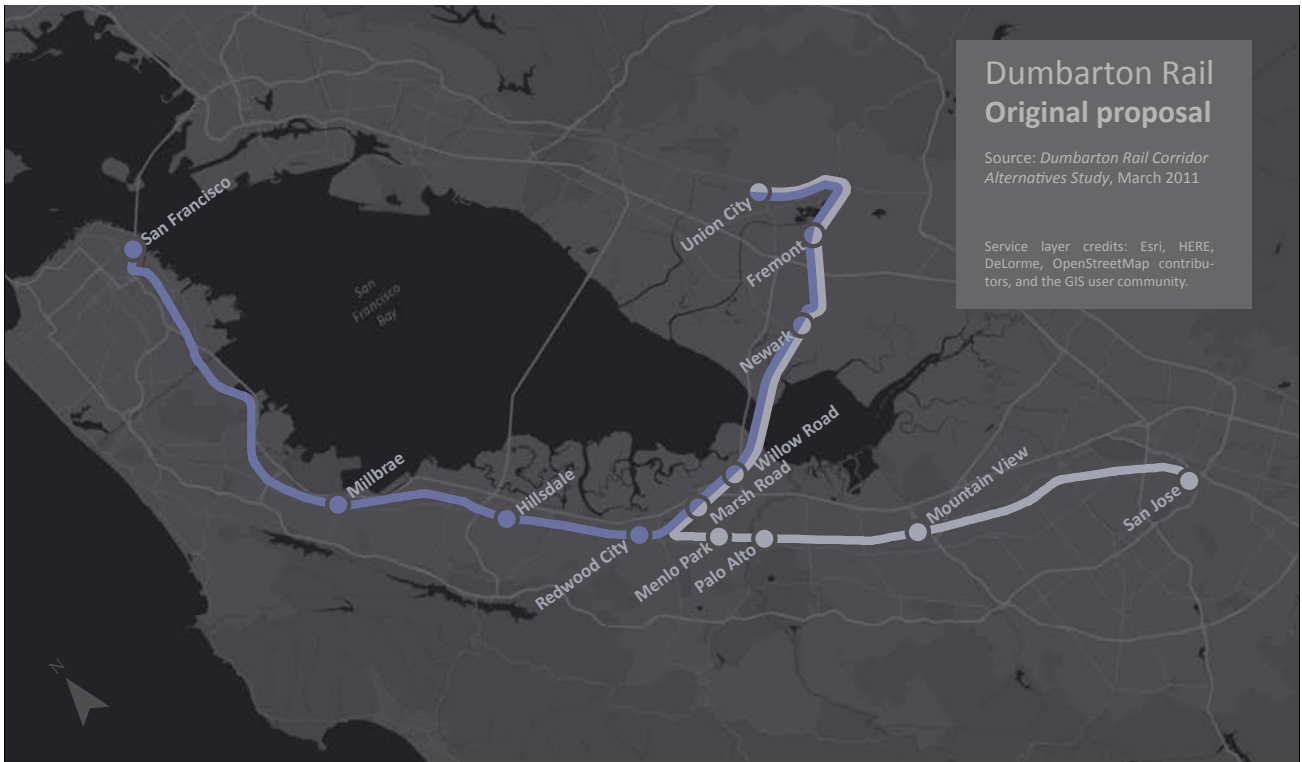 Dumbarton Rail
Original proposal
Source: Dumbarton Rail Corridor
Alternatives Study, March 2011
Service layer credits: Esri, HERE,
DeLorme, OpenStreetMap contribu-
tors, and the GIS user community.
San Francisco
Union City
Fremont
San
Francisco
Bay
Newark
Willow Road
Marsh Road
Millbrae
Hillsdale
Mountain View
San Jose
Redwood City
Menlo Park
Palo Alto
N